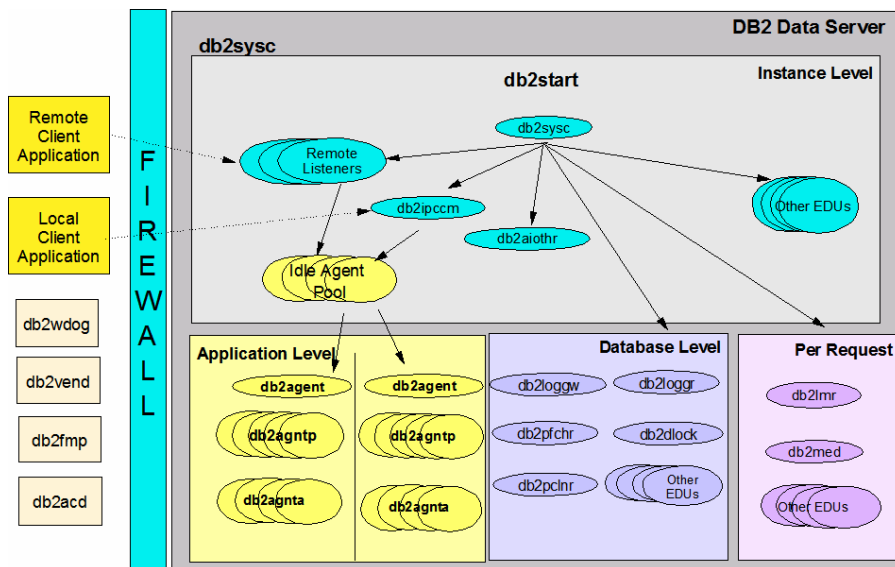 DB2 Data Server
db2sysc
Instance Level
db2start
db2sysc
Remote
Client
Application
Remote
Listeners
FIREWALL
Local
Client
Application
db2ipccm
Other EDUs
db2aiothr
Idle Agent
Pool
db2wdog
db2vend
db2fmp
db2acd
Application Level
db2agent
db2agent
db2agntp
db2agntp
db2agnta
db2agnta
Database Level
db2loggw
db2loggr
db2pfchr
db2dlock
db2pclnr
Other
EDUs
Per Request
db2lmr
db2med
Other EDUs